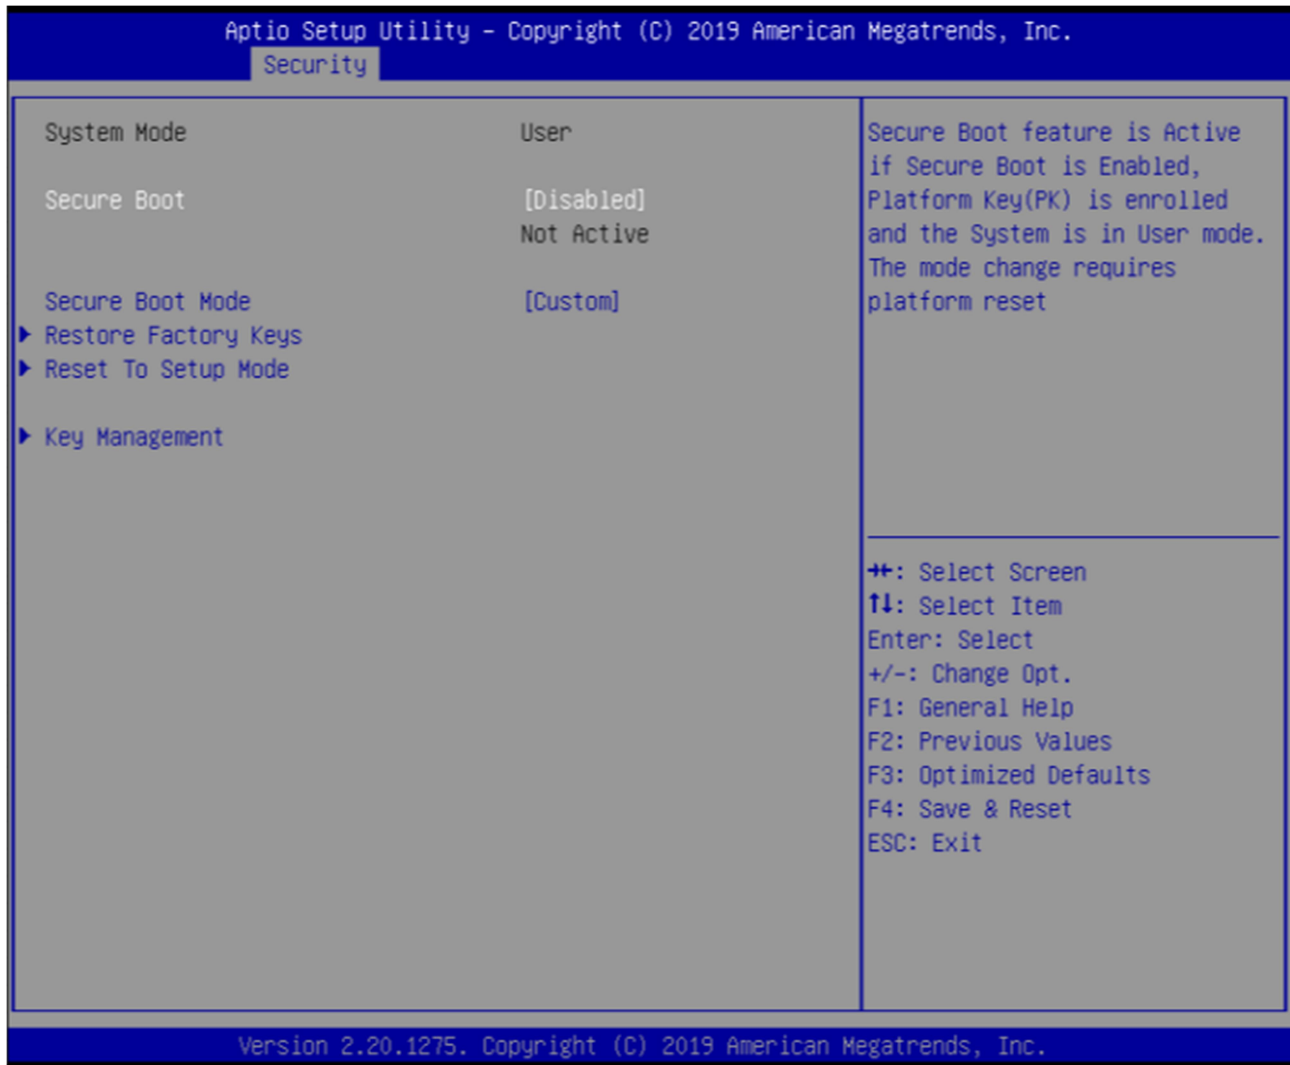 Aptio Setup Utility – Copyright (C) 2019 American Megatrends, Inc.
Security
System Mode User
Secure Boot [Disabled]
Not Active
Secure Boot Mode [Custom]
Restore Factory Keys
Reset To Setup Mode
Key Management
Secure Boot feature is Active
if Secure Boot is Enabled,
Platform Key(PK) is enrolled
and the System is in User mode.
The mode change requires
platform reset
→←: Select Screen
↑↓: Select Item
Enter: Select
+/-: Change Opt.
F1: General Help
F2: Previous Values
F3: Optimized Defaults
F4: Save & Reset
ESC: Exit
Version 2.20.1275. Copyright (C) 2019 American Megatrends, Inc.